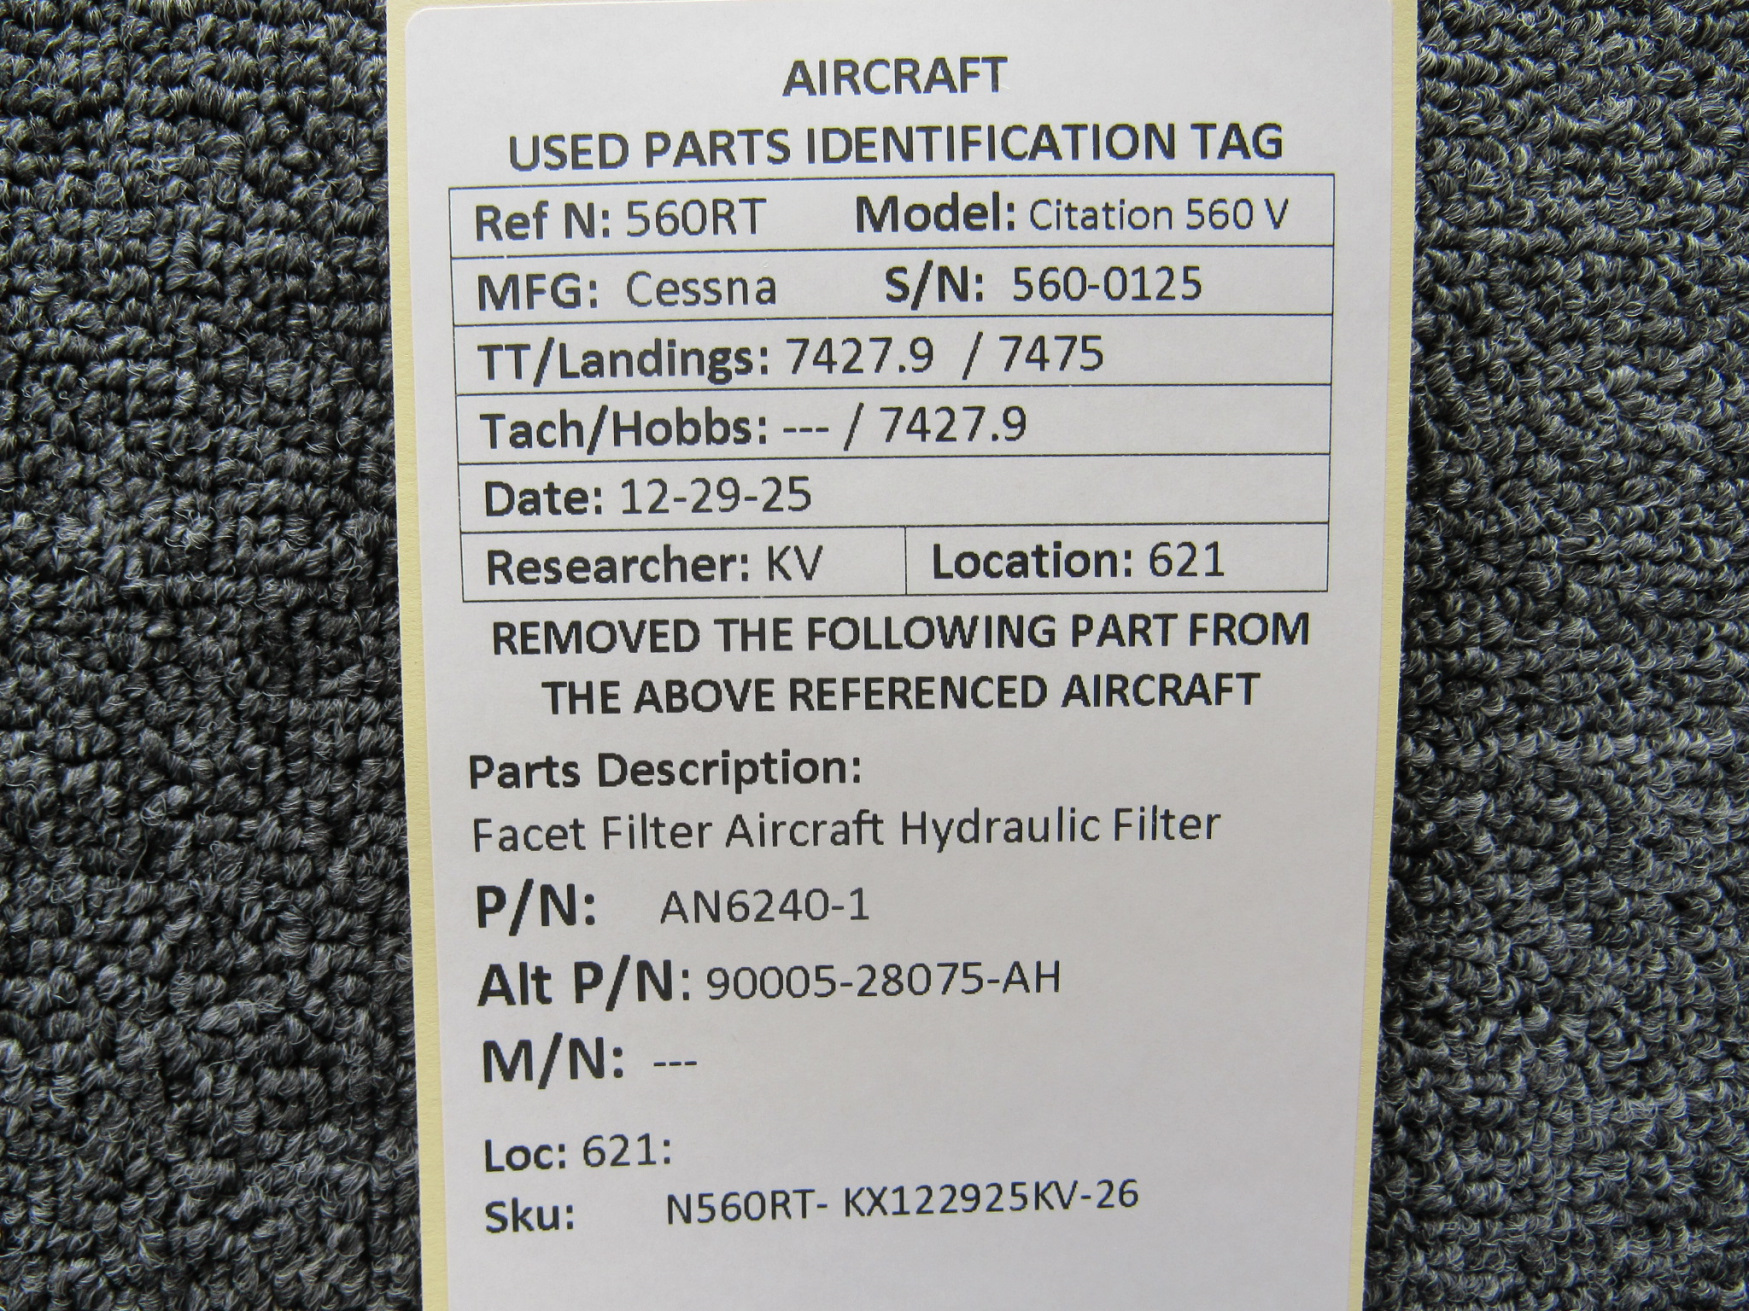 AIRCRAFT
USED PARTS IDENTIFICATION TAG
Ref N: 560RT Model: Citation 560 V
MFG: Cessna S/N: 560-0125
TT/Landings: 7427.9 / 7475
Tach/Hobbs: --- / 7427.9
Date: 12-29-25
Researcher: KV Location: 621
REMOVED THE FOLLOWING PART FROM
THE ABOVE REFERENCED AIRCRAFT
Parts Description:
Facet Filter Aircraft Hydraulic Filter
P/N: AN6240-1
Alt P/N: 90005-28075-AH
M/N: ---
Loc: 621:
Sku: N560RT- KX122925KV-26